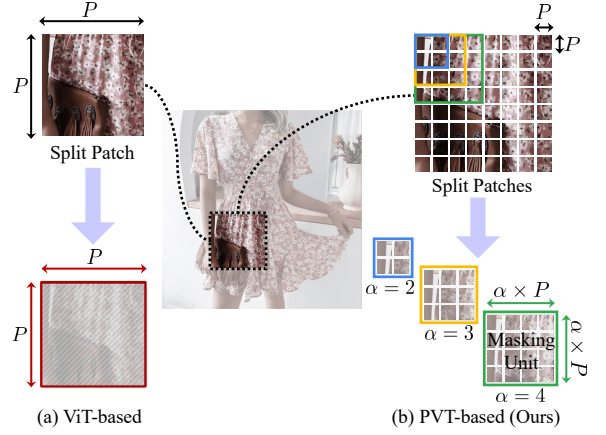 P
P
Split Patch
P
P
(a) ViT-based
P
P
Split Patches
α = 2
α = 3
α × P
α × P
Masking
Unit
α = 4
(b) PVT-based (Ours)